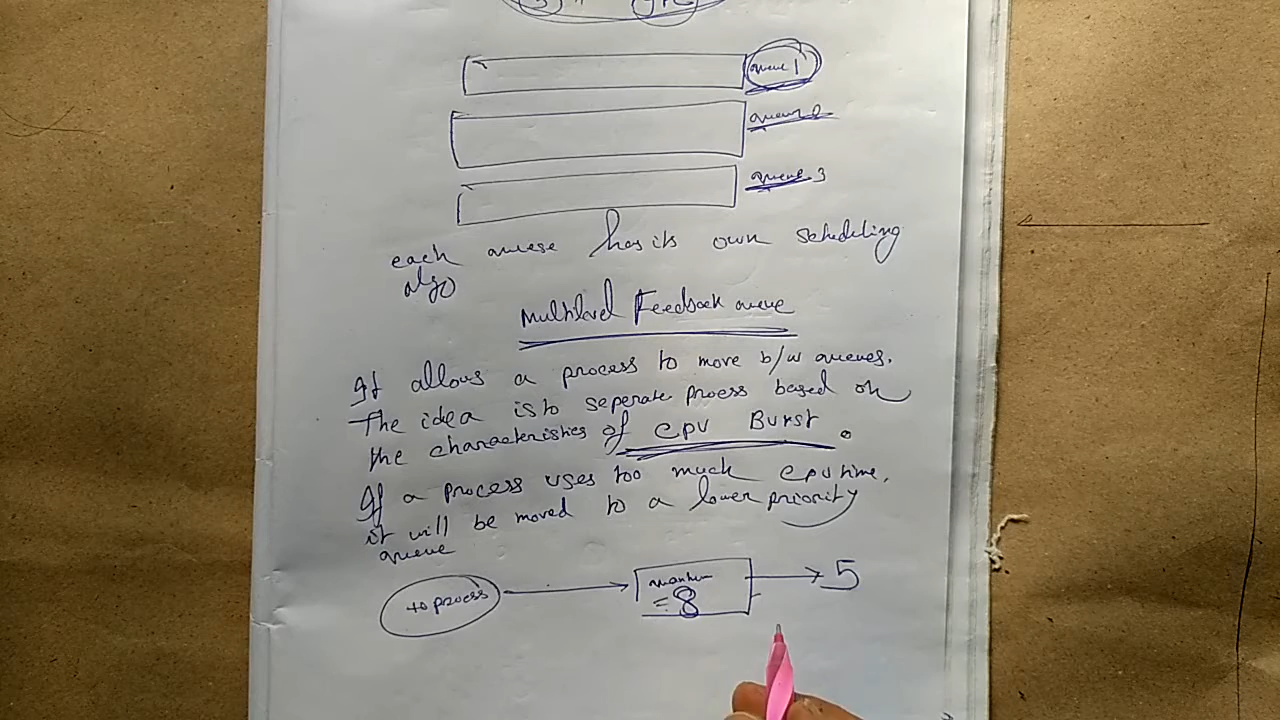 queue 1
queue 2
queue 3
each queue has its own scheduling
algo
Multilevel Feedback queue
It allows a process to move b/w queues.
The idea is to seperate process based on
the characteristics of CPU Burst.
If a process uses too much cpu time,
it will be moved to a lower priority
queue
to process
quantum
= 8
5